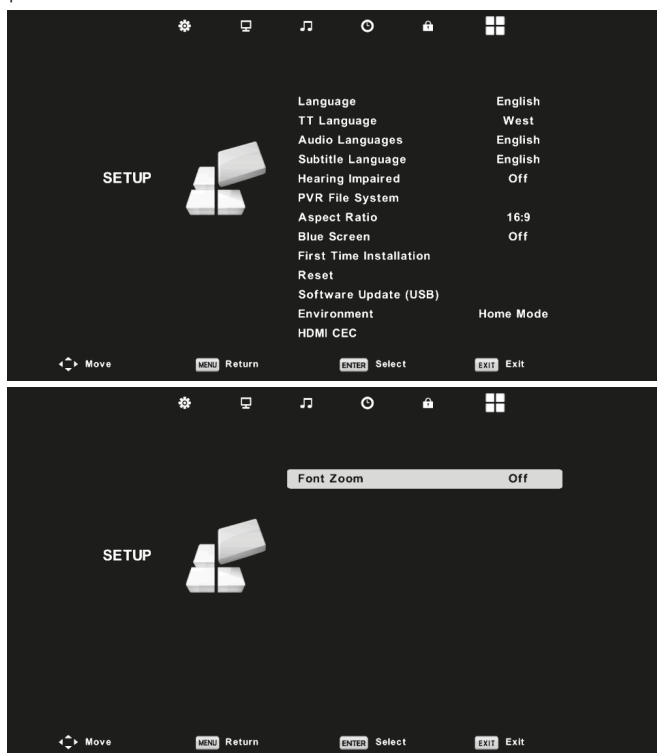 SETUP
Language English
TT Language West
Audio Languages English
Subtitle Language English
Hearing Impaired Off
PVR File System
Aspect Ratio 16:9
Blue Screen Off
First Time Installation
Reset
Software Update (USB)
Environment Home Mode
HDMI CEC
Move MENU Return ENTER Select EXIT Exit
SETUP
Font Zoom Off
Move MENU Return ENTER Select EXIT Exit